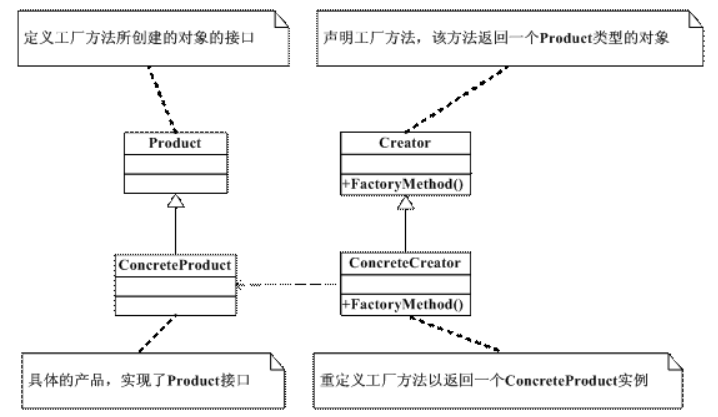 定义工厂方法所创建的对象的接口
声明工厂方法，该方法返回一个Product类型的对象
Product
Creator
+FactoryMethod()
ConcreteProduct
ConcreteCreator
+FactoryMethod()
具体的产品，实现了Product接口
重定义工厂方法以返回一个ConcreteProduct实例